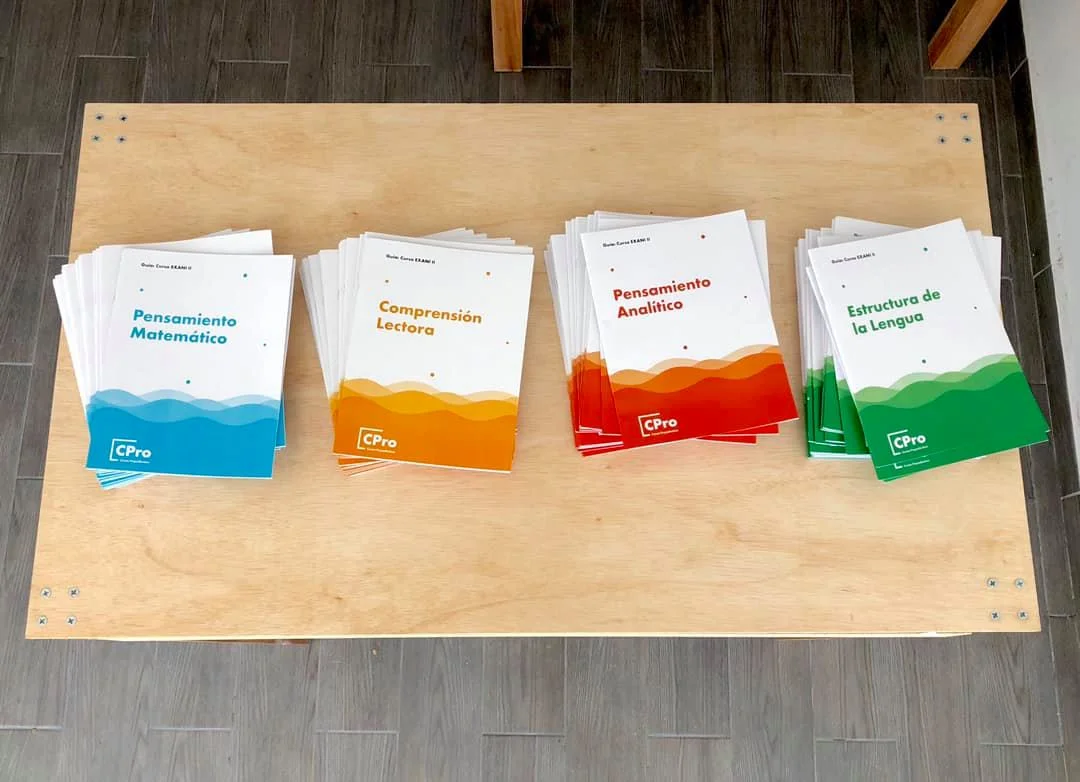 Guía: Curso EXANI II
Pensamiento
Matemático
CPro
Guía: Curso EXANI II
Comprensión
Lectora
CPro
Guía: Curso EXANI II
Pensamiento
Analítico
CPro
Guía: Curso EXANI II
Estructura de
la Lengua
CPro